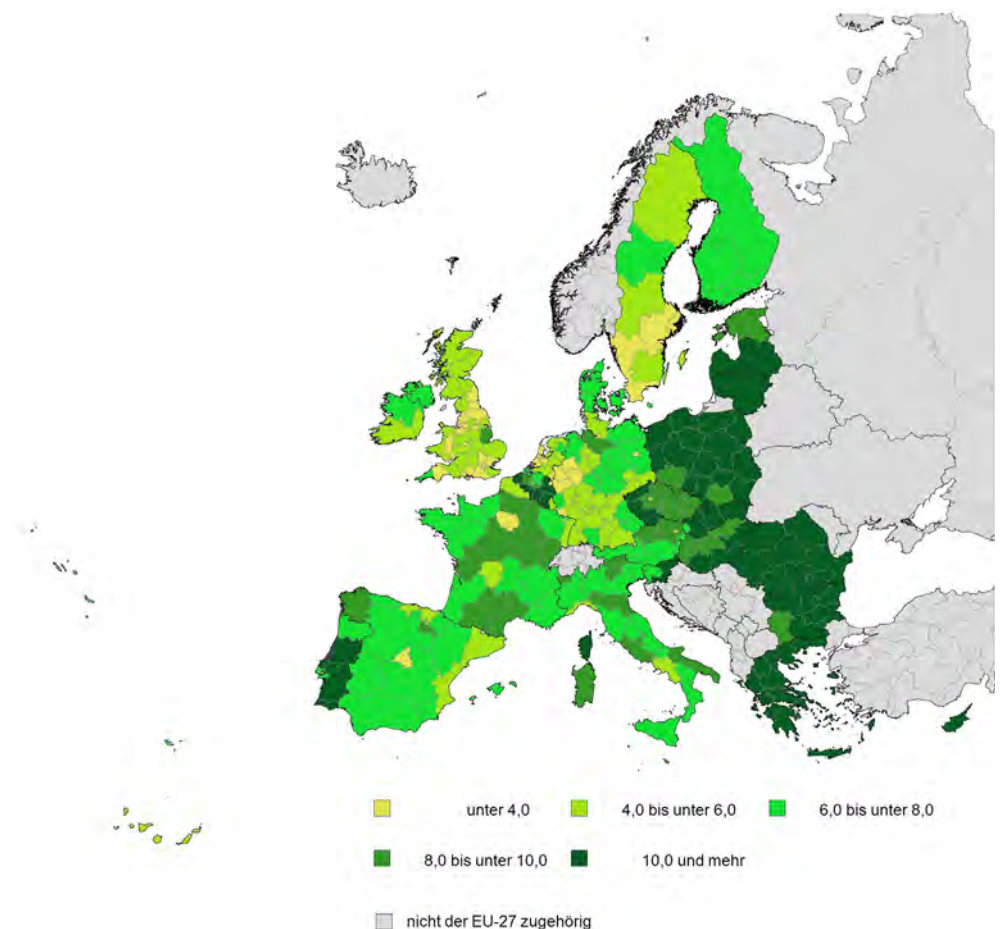 unter 4,0 4,0 bis unter 6,0 6,0 bis unter 8,0
8,0 bis unter 10,0 10,0 und mehr
nicht der EU-27 zugehörig